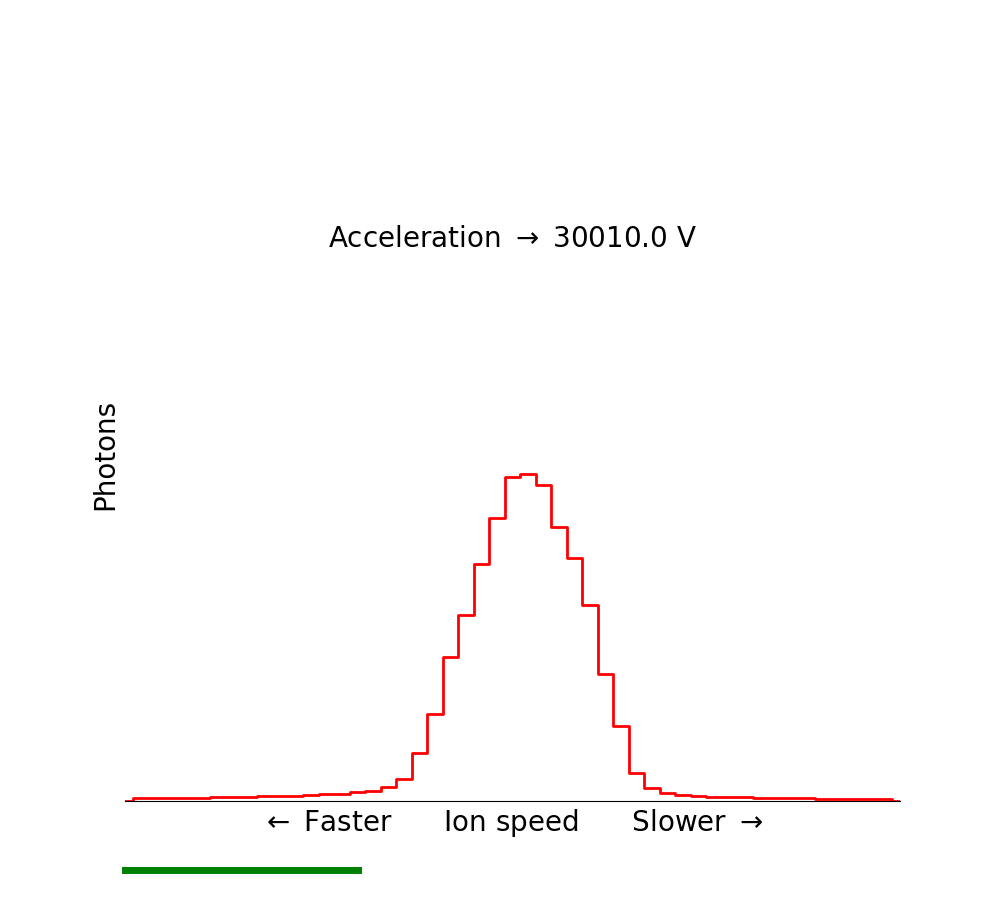 Acceleration → 30010.0 V
Photons
← Faster Ion speed Slower →